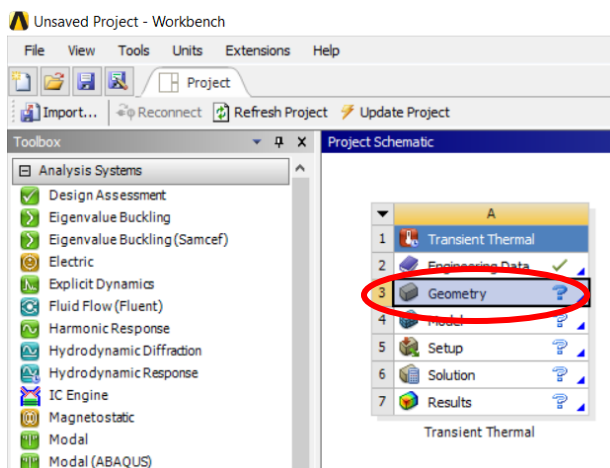 Unsaved Project - Workbench
File View Tools Units Extensions Help
Project
Import... Reconnect Refresh Project Update Project
Toolbox
Project Schematic
Analysis Systems
Design Assessment
Eigenvalue Buckling
Eigenvalue Buckling (Samcef)
Electric
Explicit Dynamics
Fluid Flow (Fluent)
Harmonic Response
Hydrodynamic Diffraction
Hydrodynamic Response
IC Engine
Magnetostatic
Modal
Modal (ABAQUS)
A
1 Transient Thermal
2 Engineering Data
3 Geometry
4 Model
5 Setup
6 Solution
7 Results
Transient Thermal